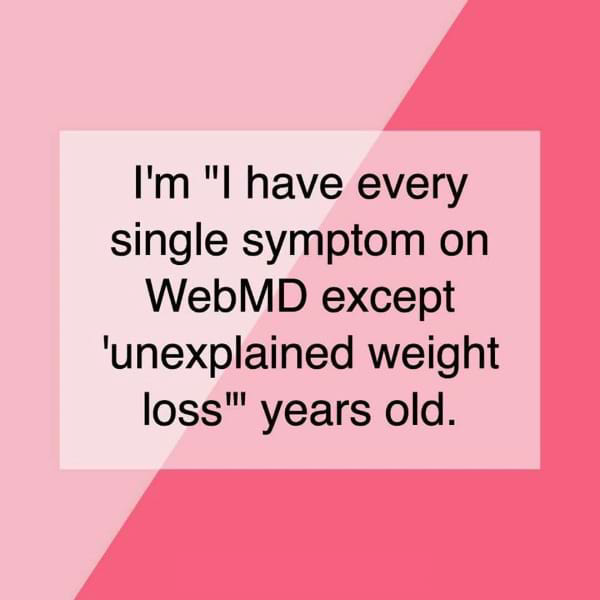 I'm "I have every
single symptom on
WebMD except
'unexplained weight
loss'" years old.